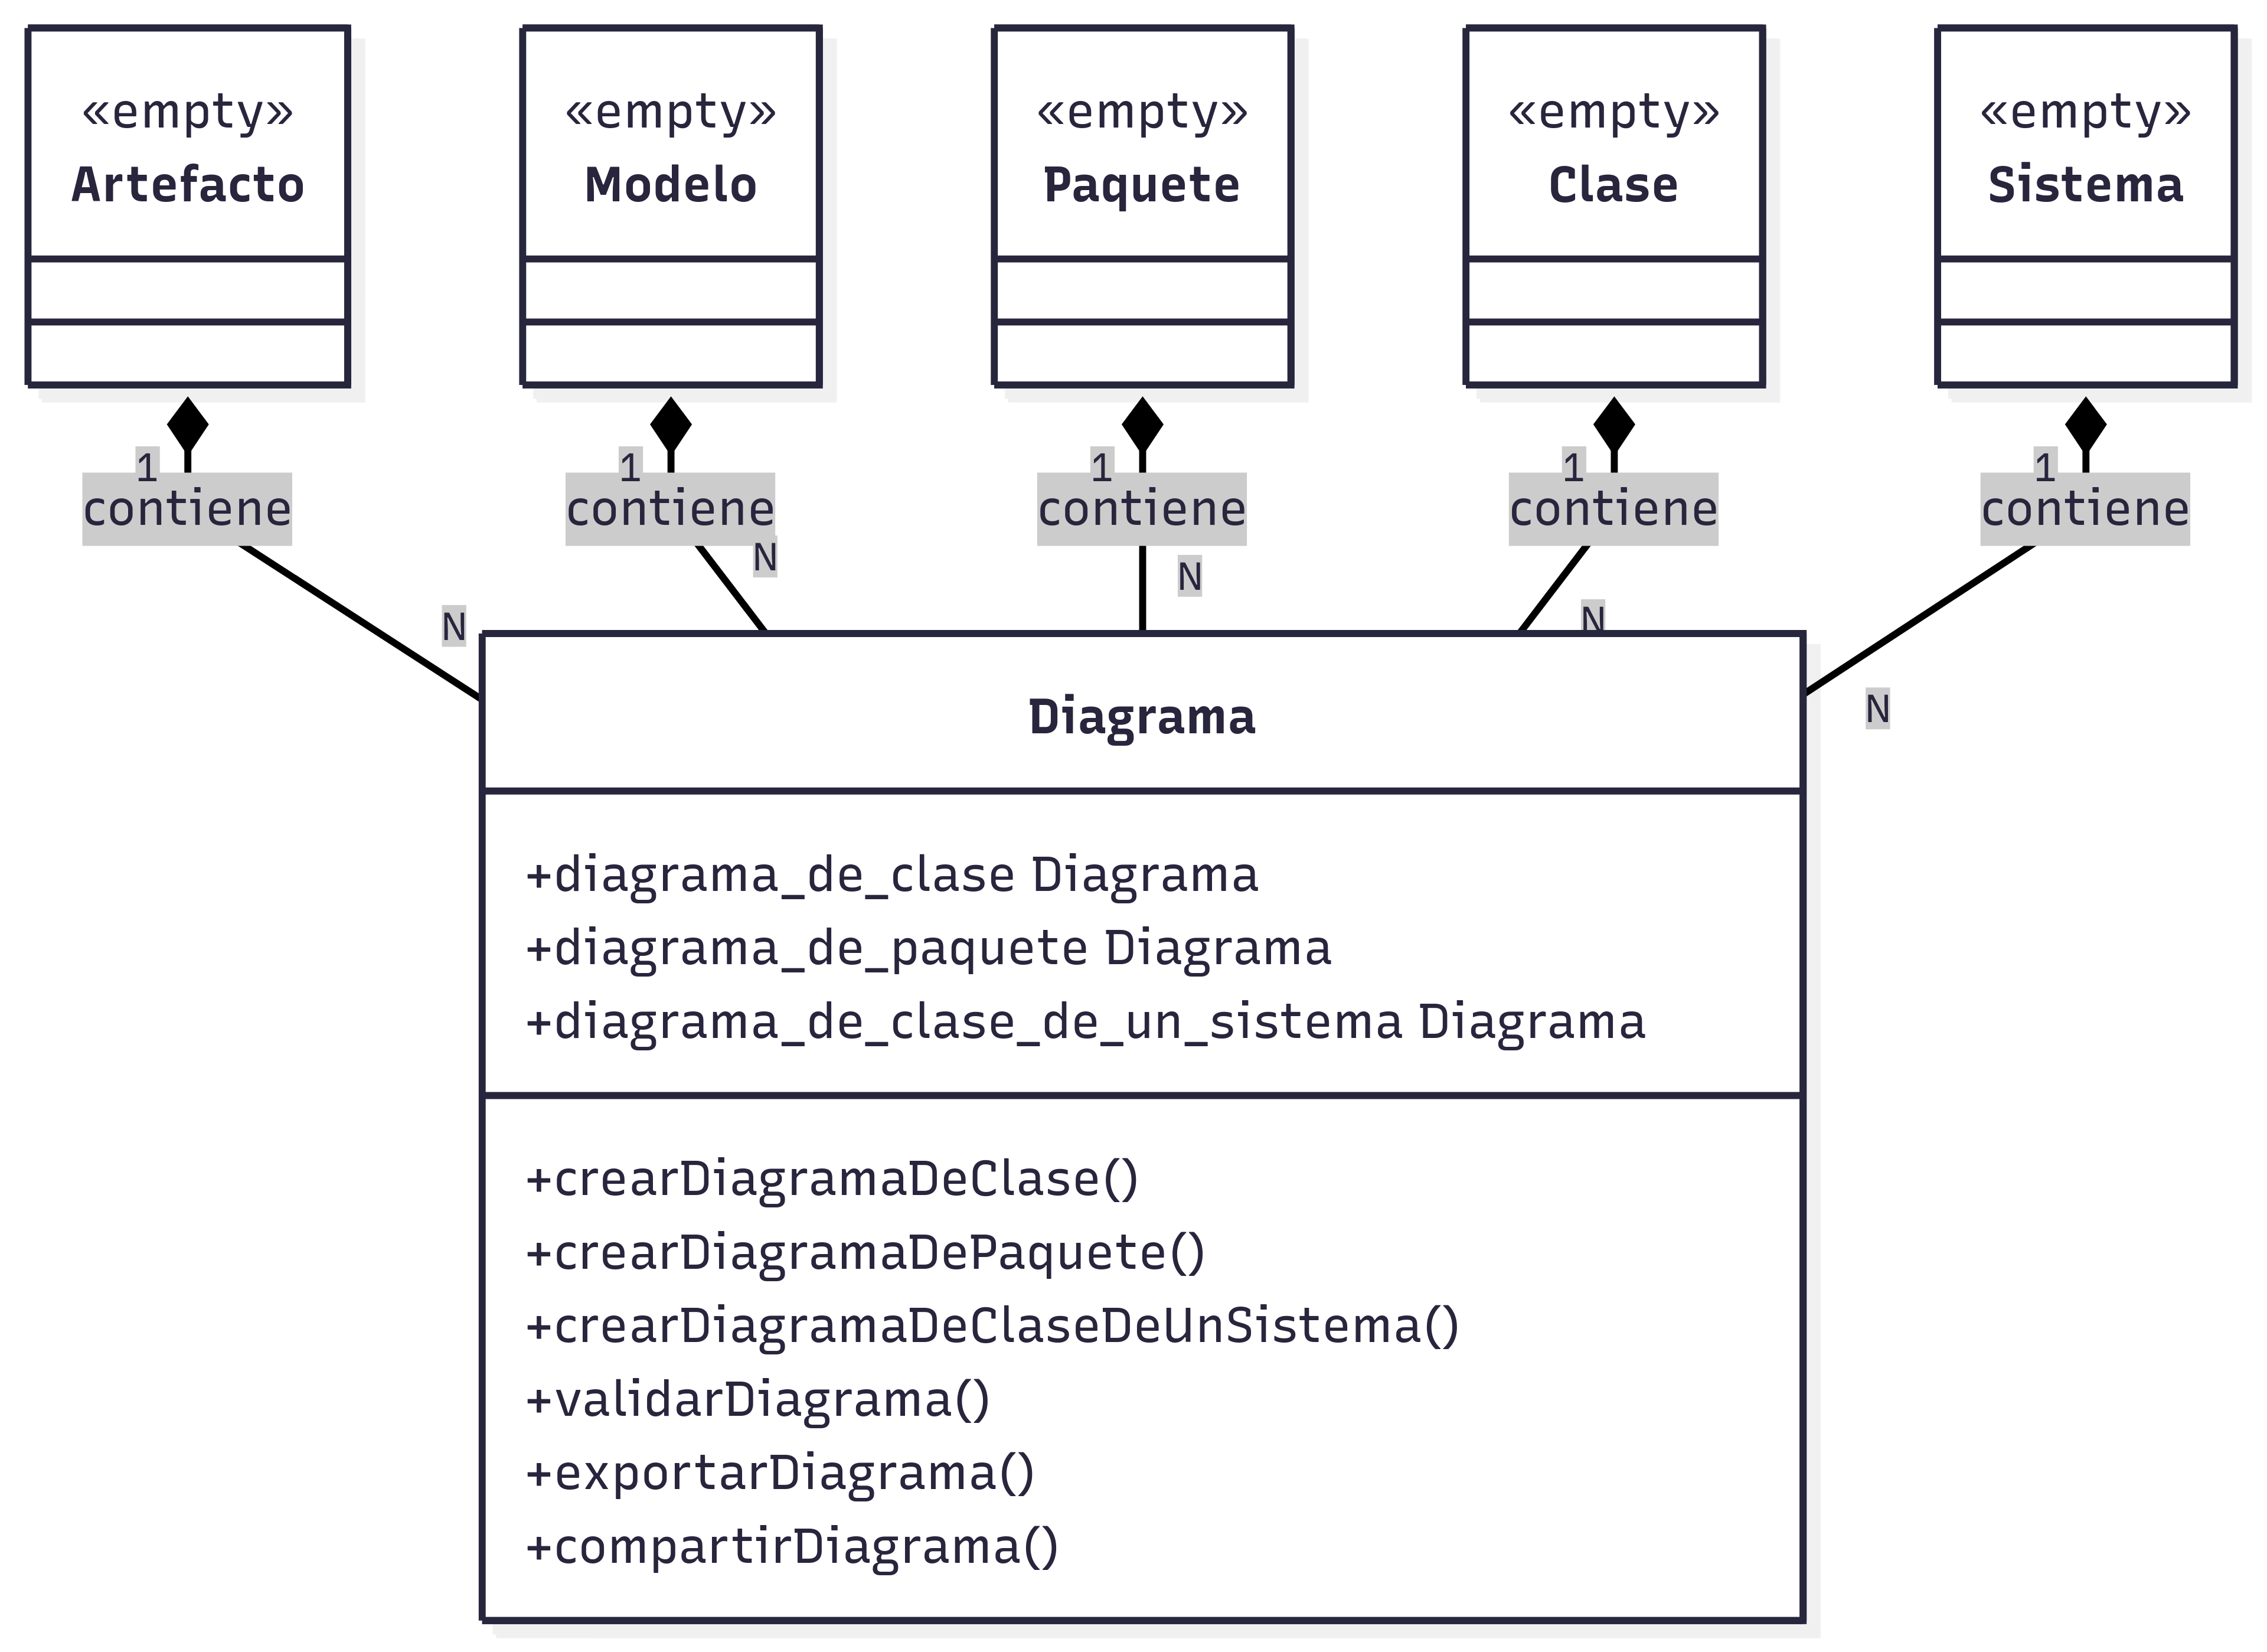 «empty»
Artefacto
«empty»
Modelo
«empty»
Paquete
«empty»
Clase
«empty»
Sistema
1
contiene
N
1
contiene
N
1
contiene
N
1
contiene
N
1
contiene
N
Diagrama
+diagrama_de_clase Diagrama
+diagrama_de_paquete Diagrama
+diagrama_de_clase_de_un_sistema Diagrama
+crearDiagramaDeClase()
+crearDiagramaDePaquete()
+crearDiagramaDeClaseDeUnSistema()
+validarDiagrama()
+exportarDiagrama()
+compartirDiagrama()